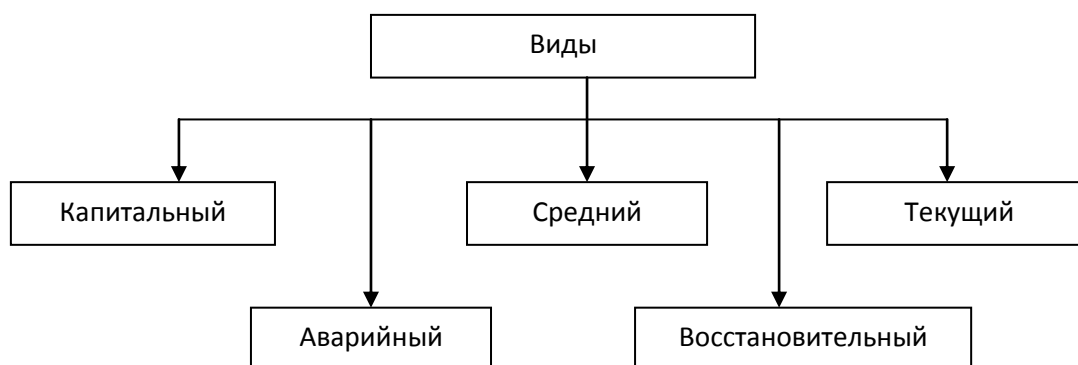 Виды
Капитальный
Средний
Текущий
Аварийный
Восстановительный